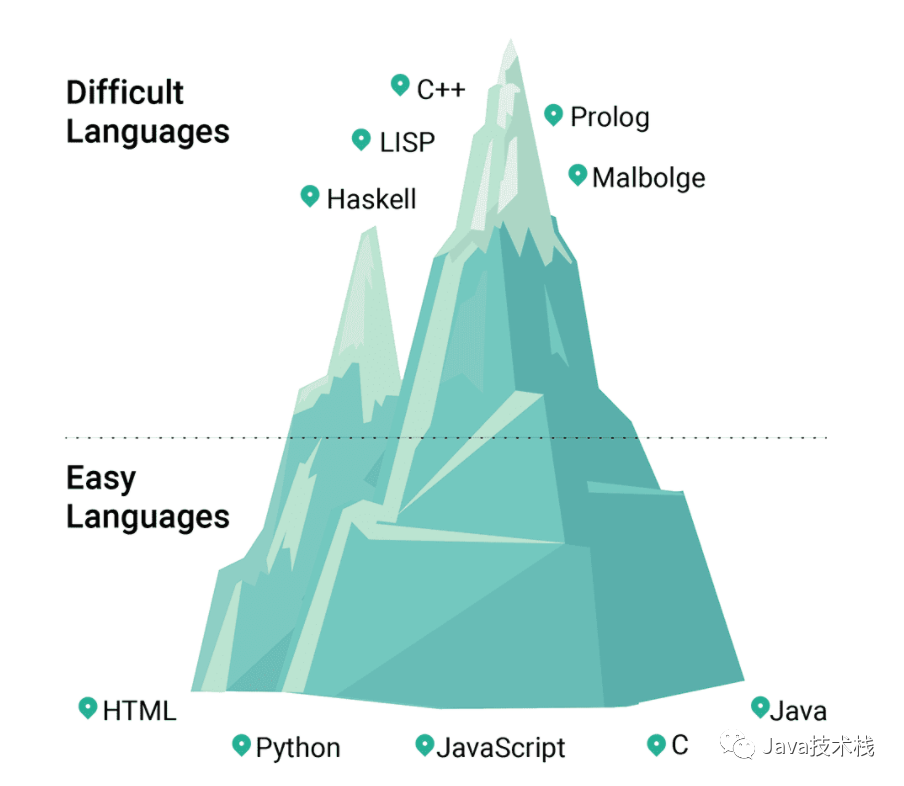 Difficult
Languages
C++
LISP
Haskell
Prolog
Malbolge
Easy
Languages
HTML
Python
JavaScript
C
Java
Java技术栈